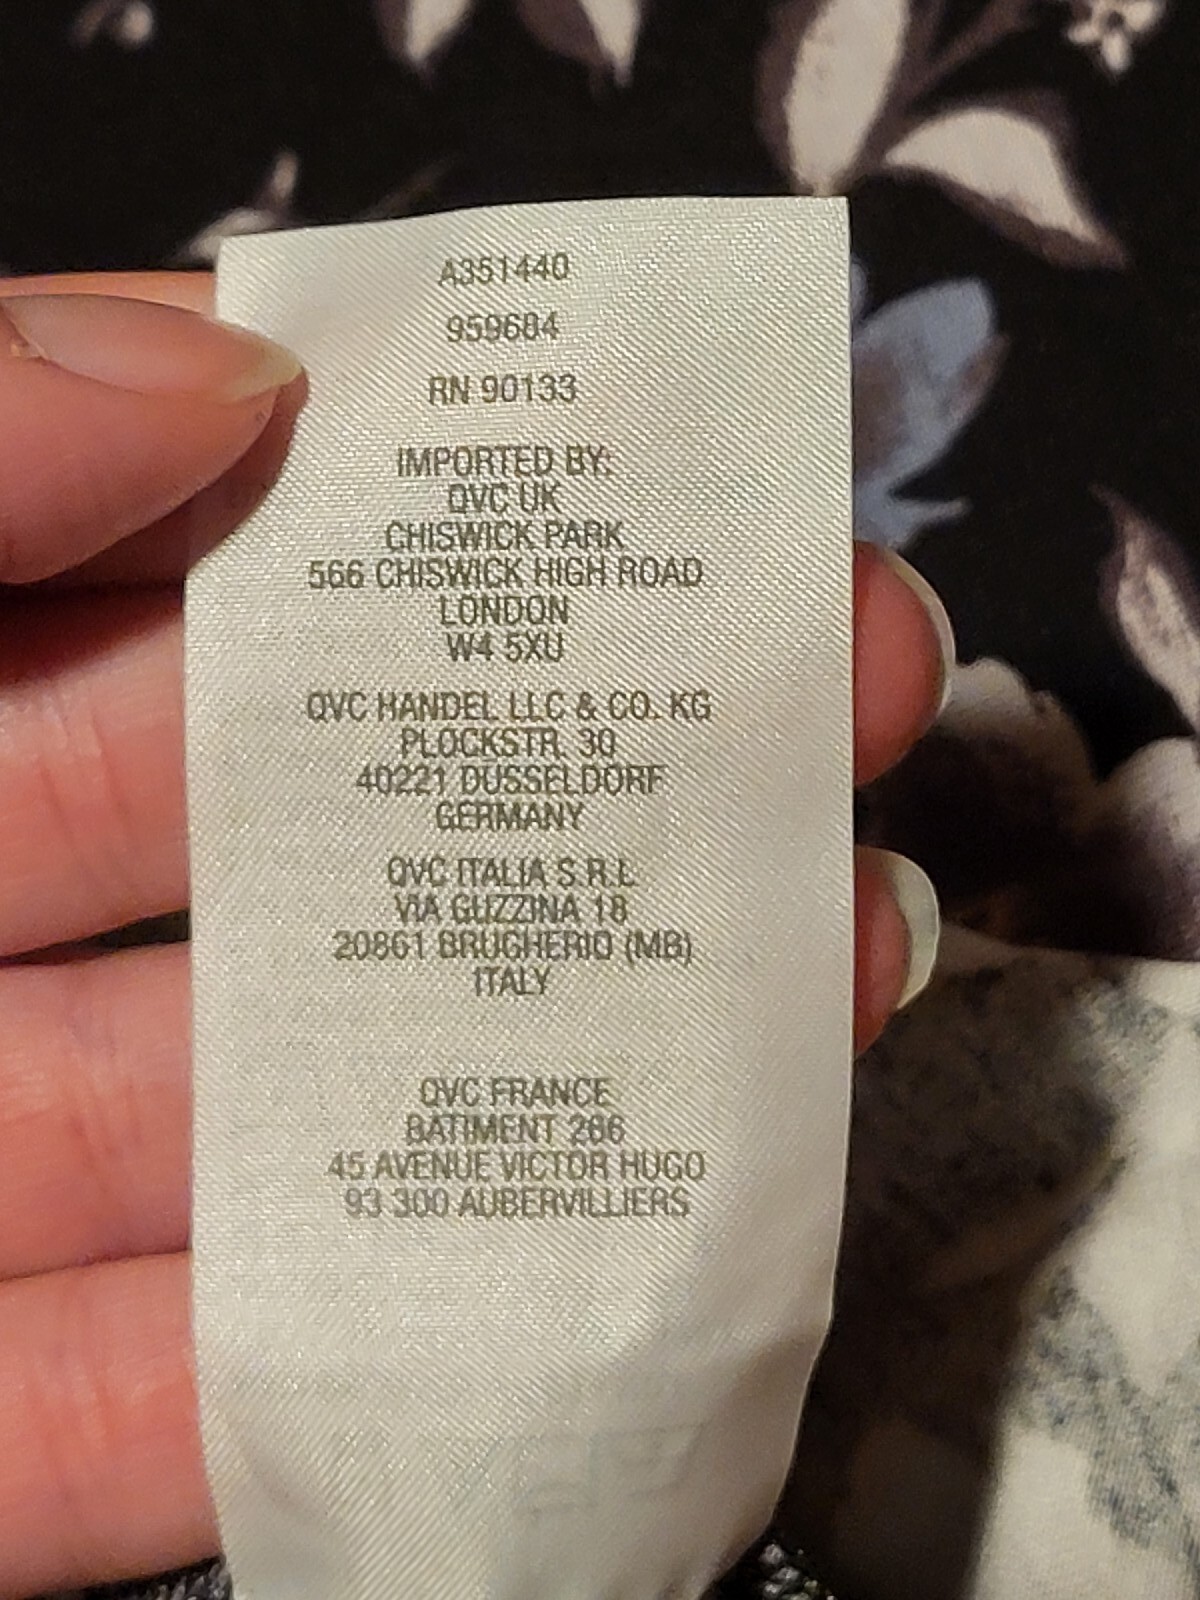 A351440
959684
RN 90133
IMPORTED BY:
QVC UK
CHISWICK PARK
566 CHISWICK HIGH ROAD
LONDON
W4 5XU
QVC HANDEL LLC & CO. KG
PLOCKSTR. 30
40221 DUSSELDORF
GERMANY
QVC ITALIA S.R.L
VIA GUZZINA 18
20861 BRUGHERIO (MB)
ITALY
QVC FRANCE
BATIMENT 266
45 AVENUE VICTOR HUGO
93 300 AUBERVILLIERS